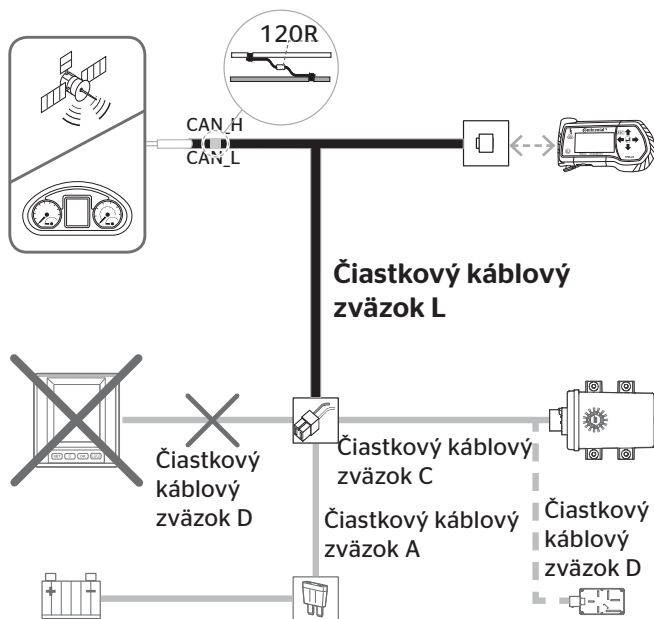 120R
CAN_H
CAN_L
Čiastkový káblový
zväzok L
Čiastkový
káblový
zväzok D
Čiastkový káblový
zväzok C
Čiastkový káblový
zväzok A
Čiastkový
káblový
zväzok D